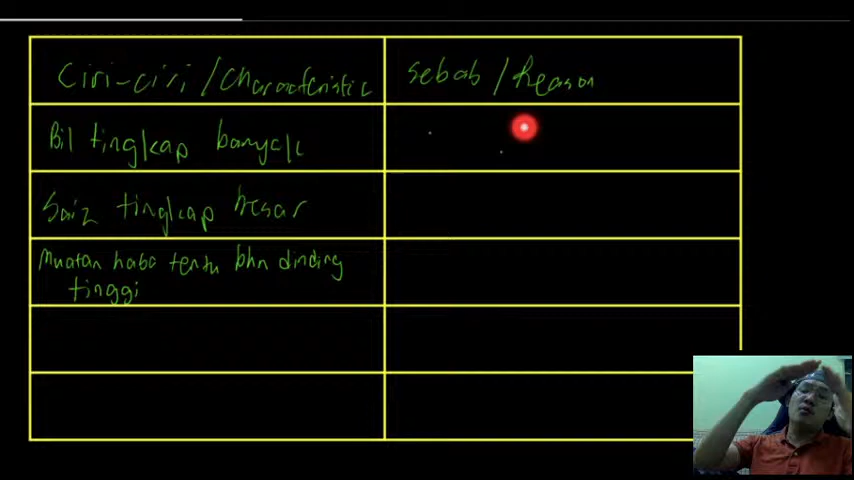 Ciri-ciri / Characteristic
Sebab / Reason
Bil tingkap banyak
Saiz tingkap besar
Muatan haba tentu bhn dinding
tinggi